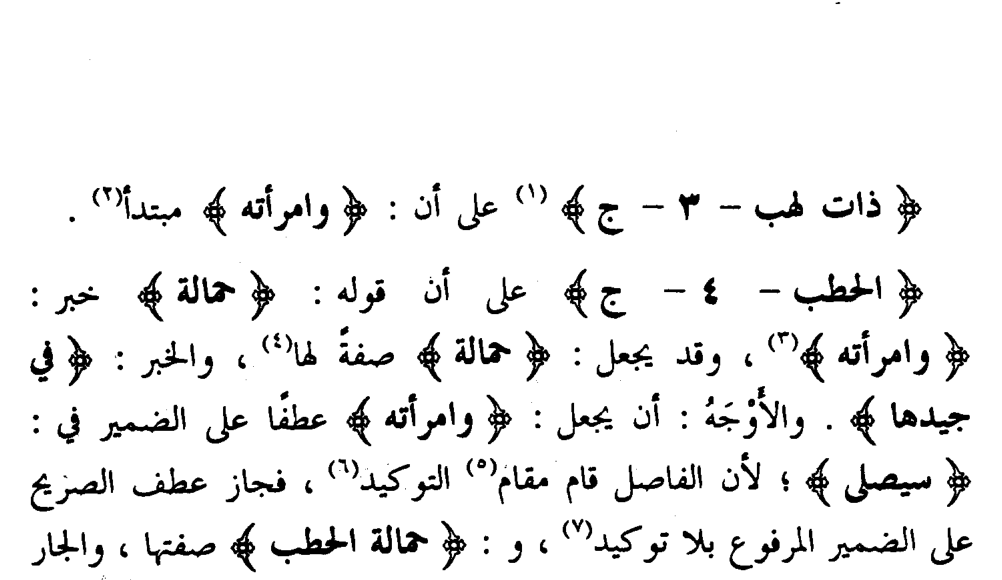 ﴿ ذات لهب – ٣ – ج ﴾ (١) على أن : ﴿ وامرأته ﴾ مبتدأ(٢) .
﴿ الحطب – ٤ – ج ﴾ على أن قوله : ﴿ حمالة ﴾ خبر :
﴿ وامرأته ﴾(٣) ، وقد يجعل : ﴿ حمالة ﴾ صفةً لها(٤) ، والخبر : ﴿ في
جيدها ﴾ . والأَوْجَهُ : أن يجعل : ﴿ وامرأته ﴾ عطفًا على الضمير في :
﴿ سيصلى ﴾ ؛ لأن الفاصل قام مقام(٥) التوكيد(٦) ، فجاز عطف الصريح
على الضمير المرفوع بلا توكيد(٧) ، و : ﴿ حمالة الحطب ﴾ صفتها ، والجار